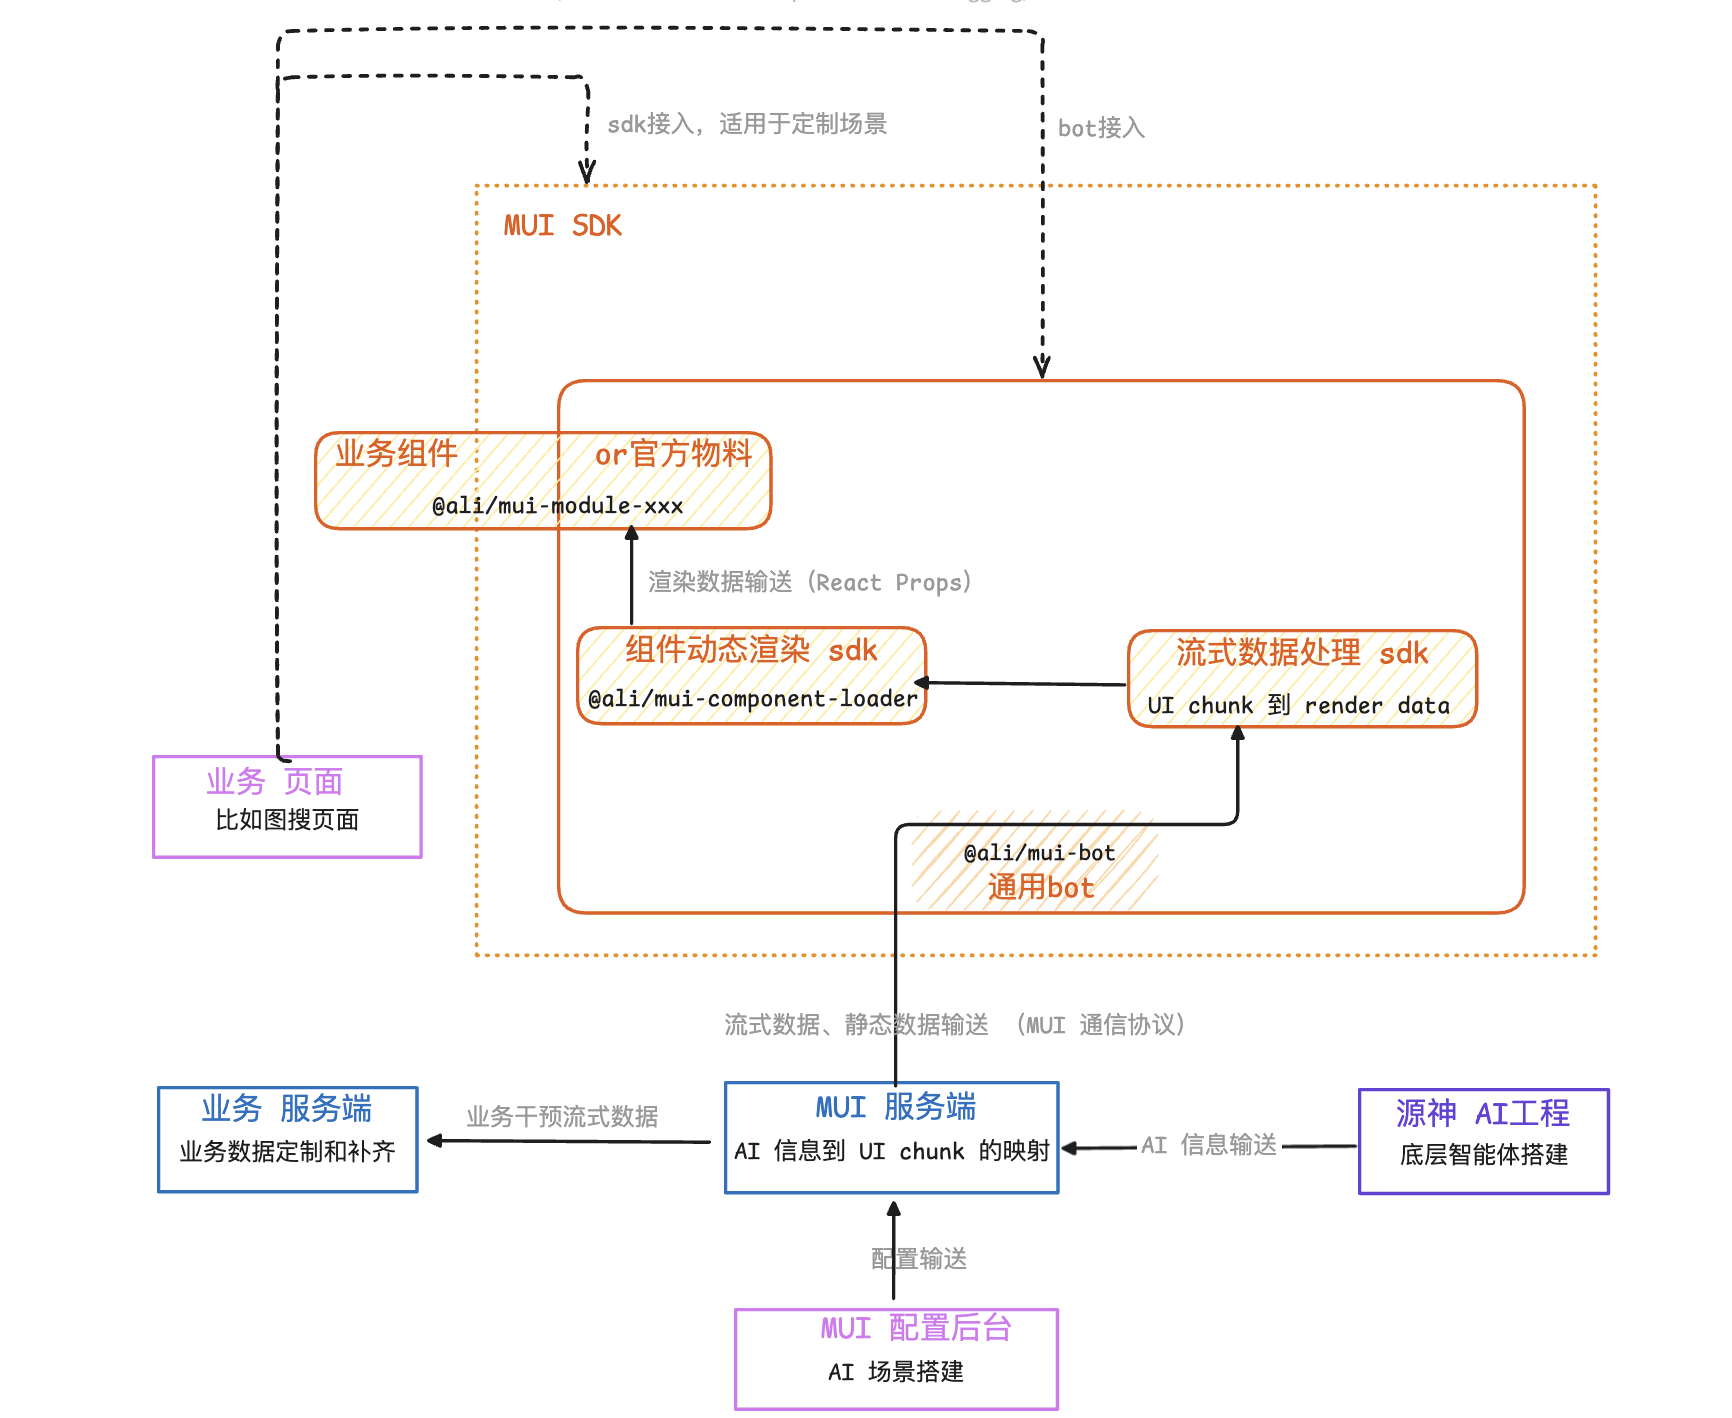 sdk接入，适用于定制场景
bot接入
MUI SDK
业务组件
or官方物料
@ali/mui-module-xxx
渲染数据输送（React Props）
组件动态渲染 sdk
@ali/mui-component-loader
流式数据处理 sdk
UI chunk 到 render data
业务 页面
比如图搜页面
@ali/mui-bot
通用bot
流式数据、静态数据输送 （MUI 通信协议）
业务 服务端
业务数据定制和补齐
业务干预流式数据
MUI 服务端
AI 信息到 UI chunk 的映射
AI 信息输送
源神 AI工程
底层智能体搭建
配置输送
MUI 配置后台
AI 场景搭建